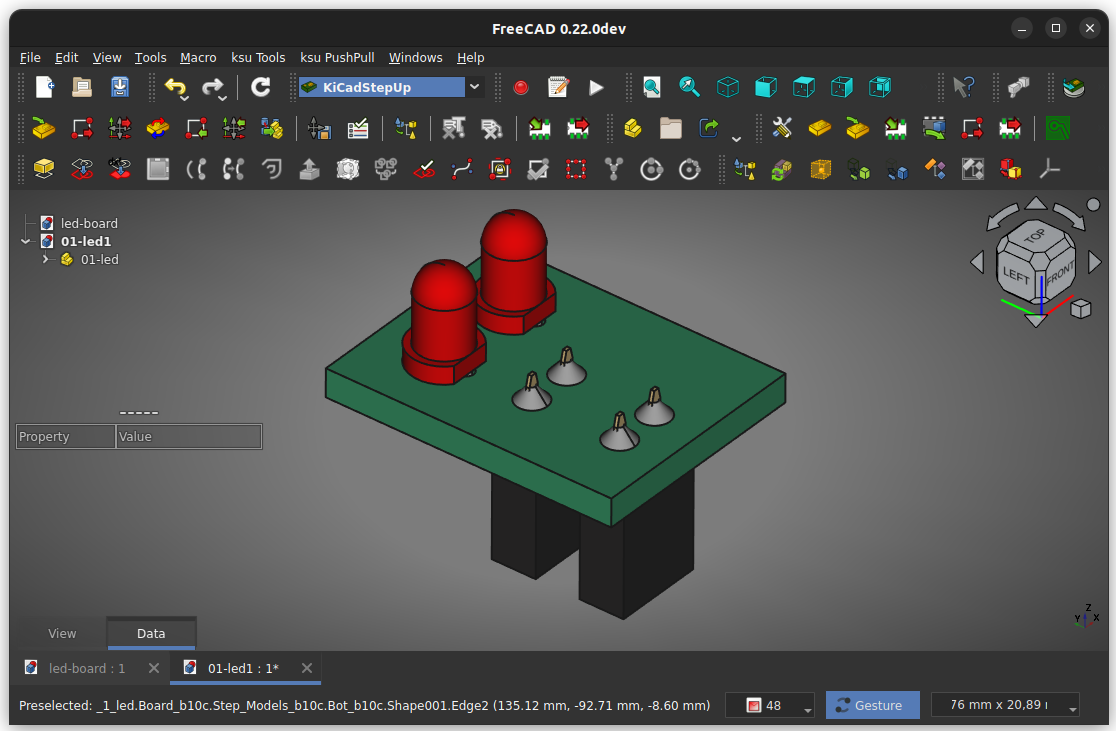 FreeCAD 0.22.0dev
File Edit View Tools Macro ksu Tools ksu PushPull Windows Help
KiCadStepUp
led-board
01-led1
01-led
TOP
LEFT
FRONT
Property Value
Z
Y X
View Data
led-board : 1 01-led1 : 1*
Preselected: _1_led.Board_b10c.Step_Models_b10c.Bot_b10c.Shape001.Edge2 (135.12 mm, -92.71 mm, -8.60 mm) 48 Gesture 76 mm x 20,89